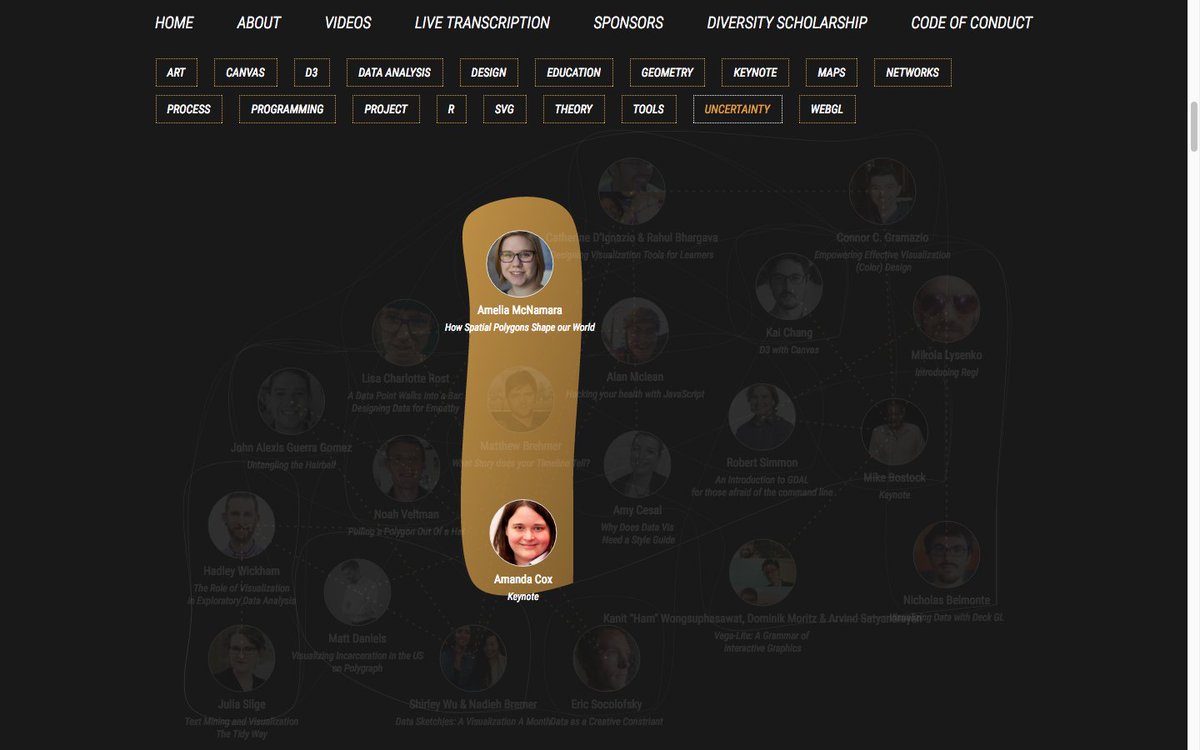 HOME ABOUT VIDEOS LIVE TRANSCRIPTION SPONSORS DIVERSITY SCHOLARSHIP CODE OF CONDUCT
ART CANVAS D3 DATA ANALYSIS DESIGN EDUCATION GEOMETRY KEYNOTE MAPS NETWORKS
PROCESS PROGRAMMING PROJECT R SVG THEORY TOOLS UNCERTAINTY WEBGL
Catherine D'Ignazio & Rahul Bhargava
Designing Visualization Tools for Learners
Connor C. Gramazio
Empowering Effective Visualization
(Color) Design
Amelia McNamara
How Spatial Polygons Shape our World
Kai Chang
D3 with Canvas
Mikola Lysenko
Introducing Regl
Lisa Charlotte Rost
A Data Point Walks Into a Bar:
Designing Data for Empathy
Alan Mclean
Hacking your health with JavaScript
John Alexis Guerra Gomez
Untangling the Hairball
Matthew Brehmer
What Story does your Timeline Tell?
Robert Simmon
An Introduction to GDAL
for those afraid of the command line
Mike Bostock
Keynote
Noah Veltman
Pulling a Polygon Out Of a Hat
Amy Cesal
Why Does Data Viz
Need a Style Guide
Hadley Wickham
The Role of Visualization
in Exploratory Data Analysis
Amanda Cox
Keynote
Nicholas Belmonte
Data with Deck GL
Kanit "Ham" Wongsuphasawat, Dominik Moritz & Arvind Satyanarayan
Vega-Lite: A Grammar of
Interactive Graphics
Matt Daniels
Visualizing Incarceration in the US
on Polygraph
Julia Silge
Text Mining and Visualization
The Tidy Way
Shirley Wu & Nadieh Bremer
Data Sketch|es: A Visualization A Month
Eric Socolofsky
Data as a Creative Constriant